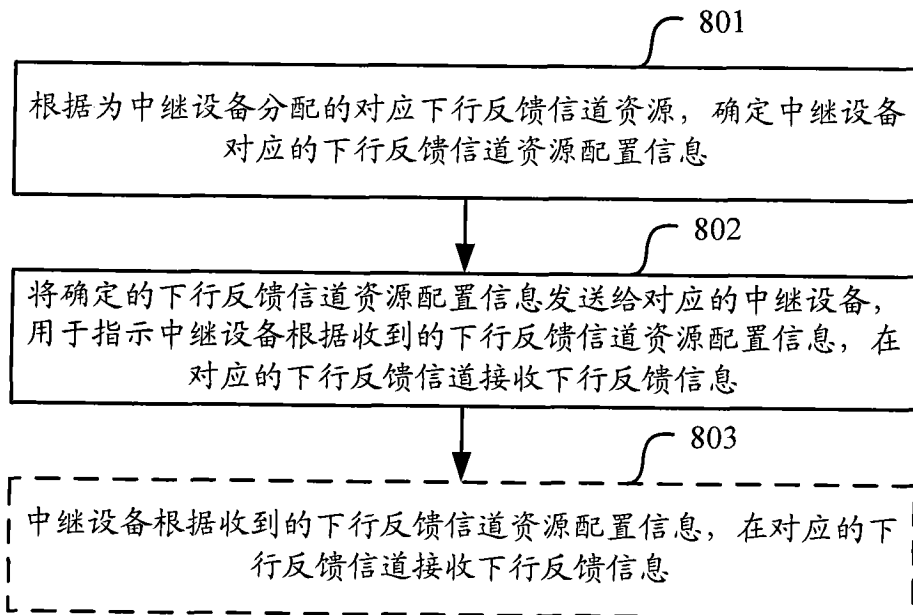 801
根据为中继设备分配的对应下行反馈信道资源，确定中继设备
对应的下行反馈信道资源配置信息
802
将确定的下行反馈信道资源配置信息发送给对应的中继设备，
用于指示中继设备根据收到的下行反馈信道资源配置信息，在
对应的下行反馈信道接收下行反馈信息
803
中继设备根据收到的下行反馈信道资源配置信息，在对应的下
行反馈信道接收下行反馈信息